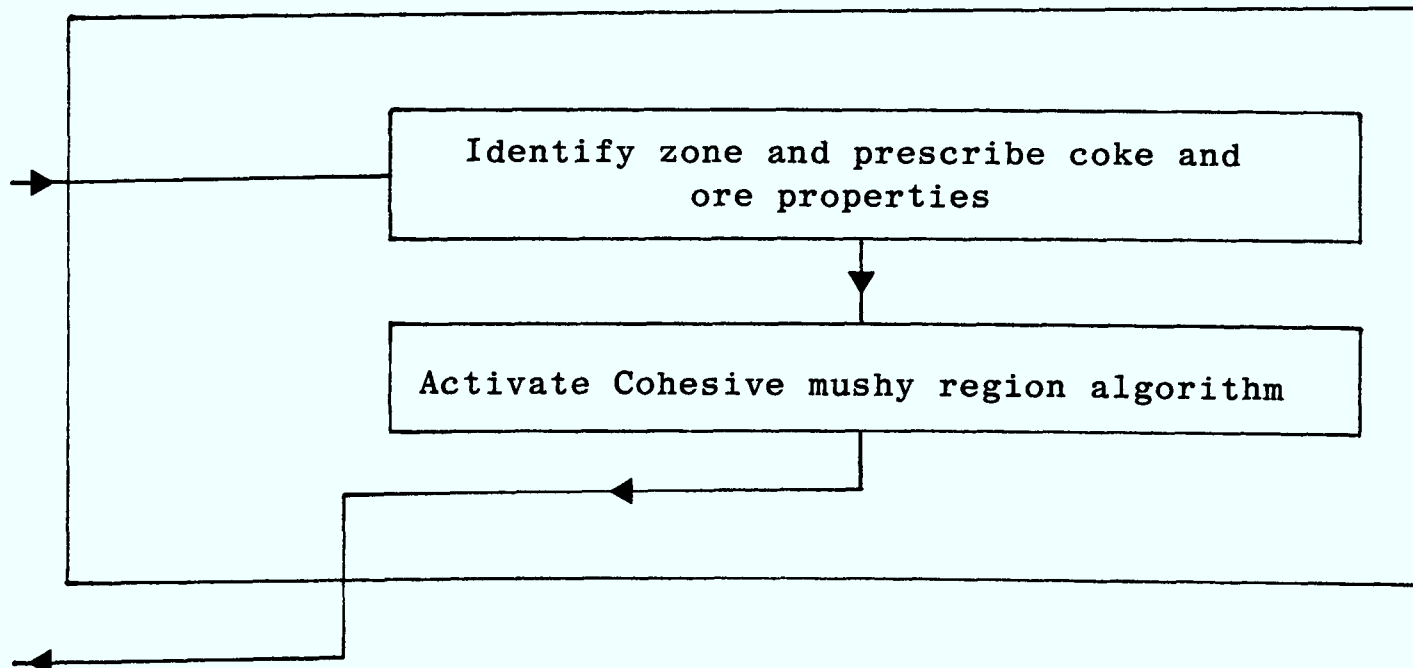 Identify zone and prescribe coke and
ore properties
Activate Cohesive mushy region algorithm